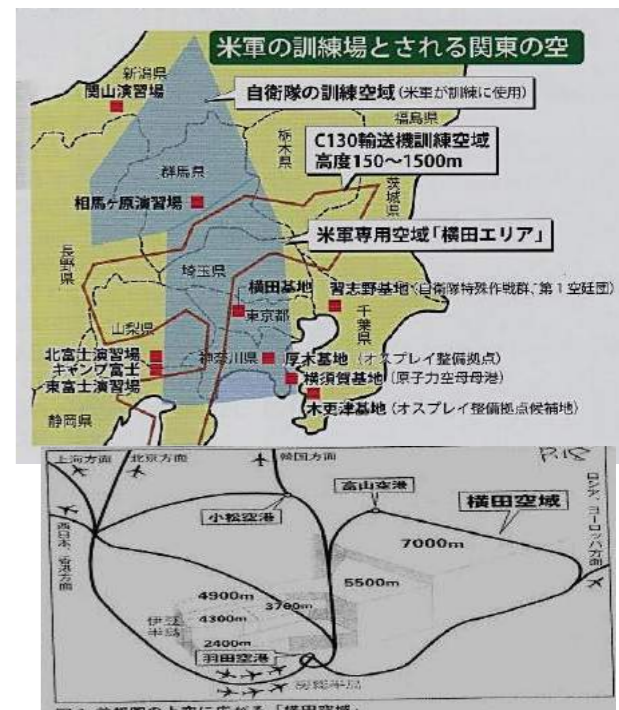 米軍の訓練場とされる関東の空
新潟県
関山演習場
自衛隊の訓練空域(米軍が訓練に使用)
福島県
栃木県
C130輸送機訓練空域
高度150～1500m
群馬県
相馬ヶ原演習場
茨城県
米軍専用空域「横田エリア」
長野県
埼玉県
横田基地
習志野基地(自衛隊特殊作戦群、第1空挺団)
東京都
千葉県
山梨県
北富士演習場
キャンプ富士
東富士演習場
神奈川県
厚木基地(オスプレイ整備拠点)
横須賀基地(原子力空母母港)
木更津基地(オスプレイ整備拠点候補地)
静岡県
P.18
上海方面
北京方面
韓国方面
小松空港
富山空港
横田空域
ロンドン、ヨーロッパ方面
西日本、香港方面
7000m
5500m
4900m
3700m
伊豆半島
4300m
2400m
羽田空港
房総半島
首都圏の上空に広がる「横田空域」